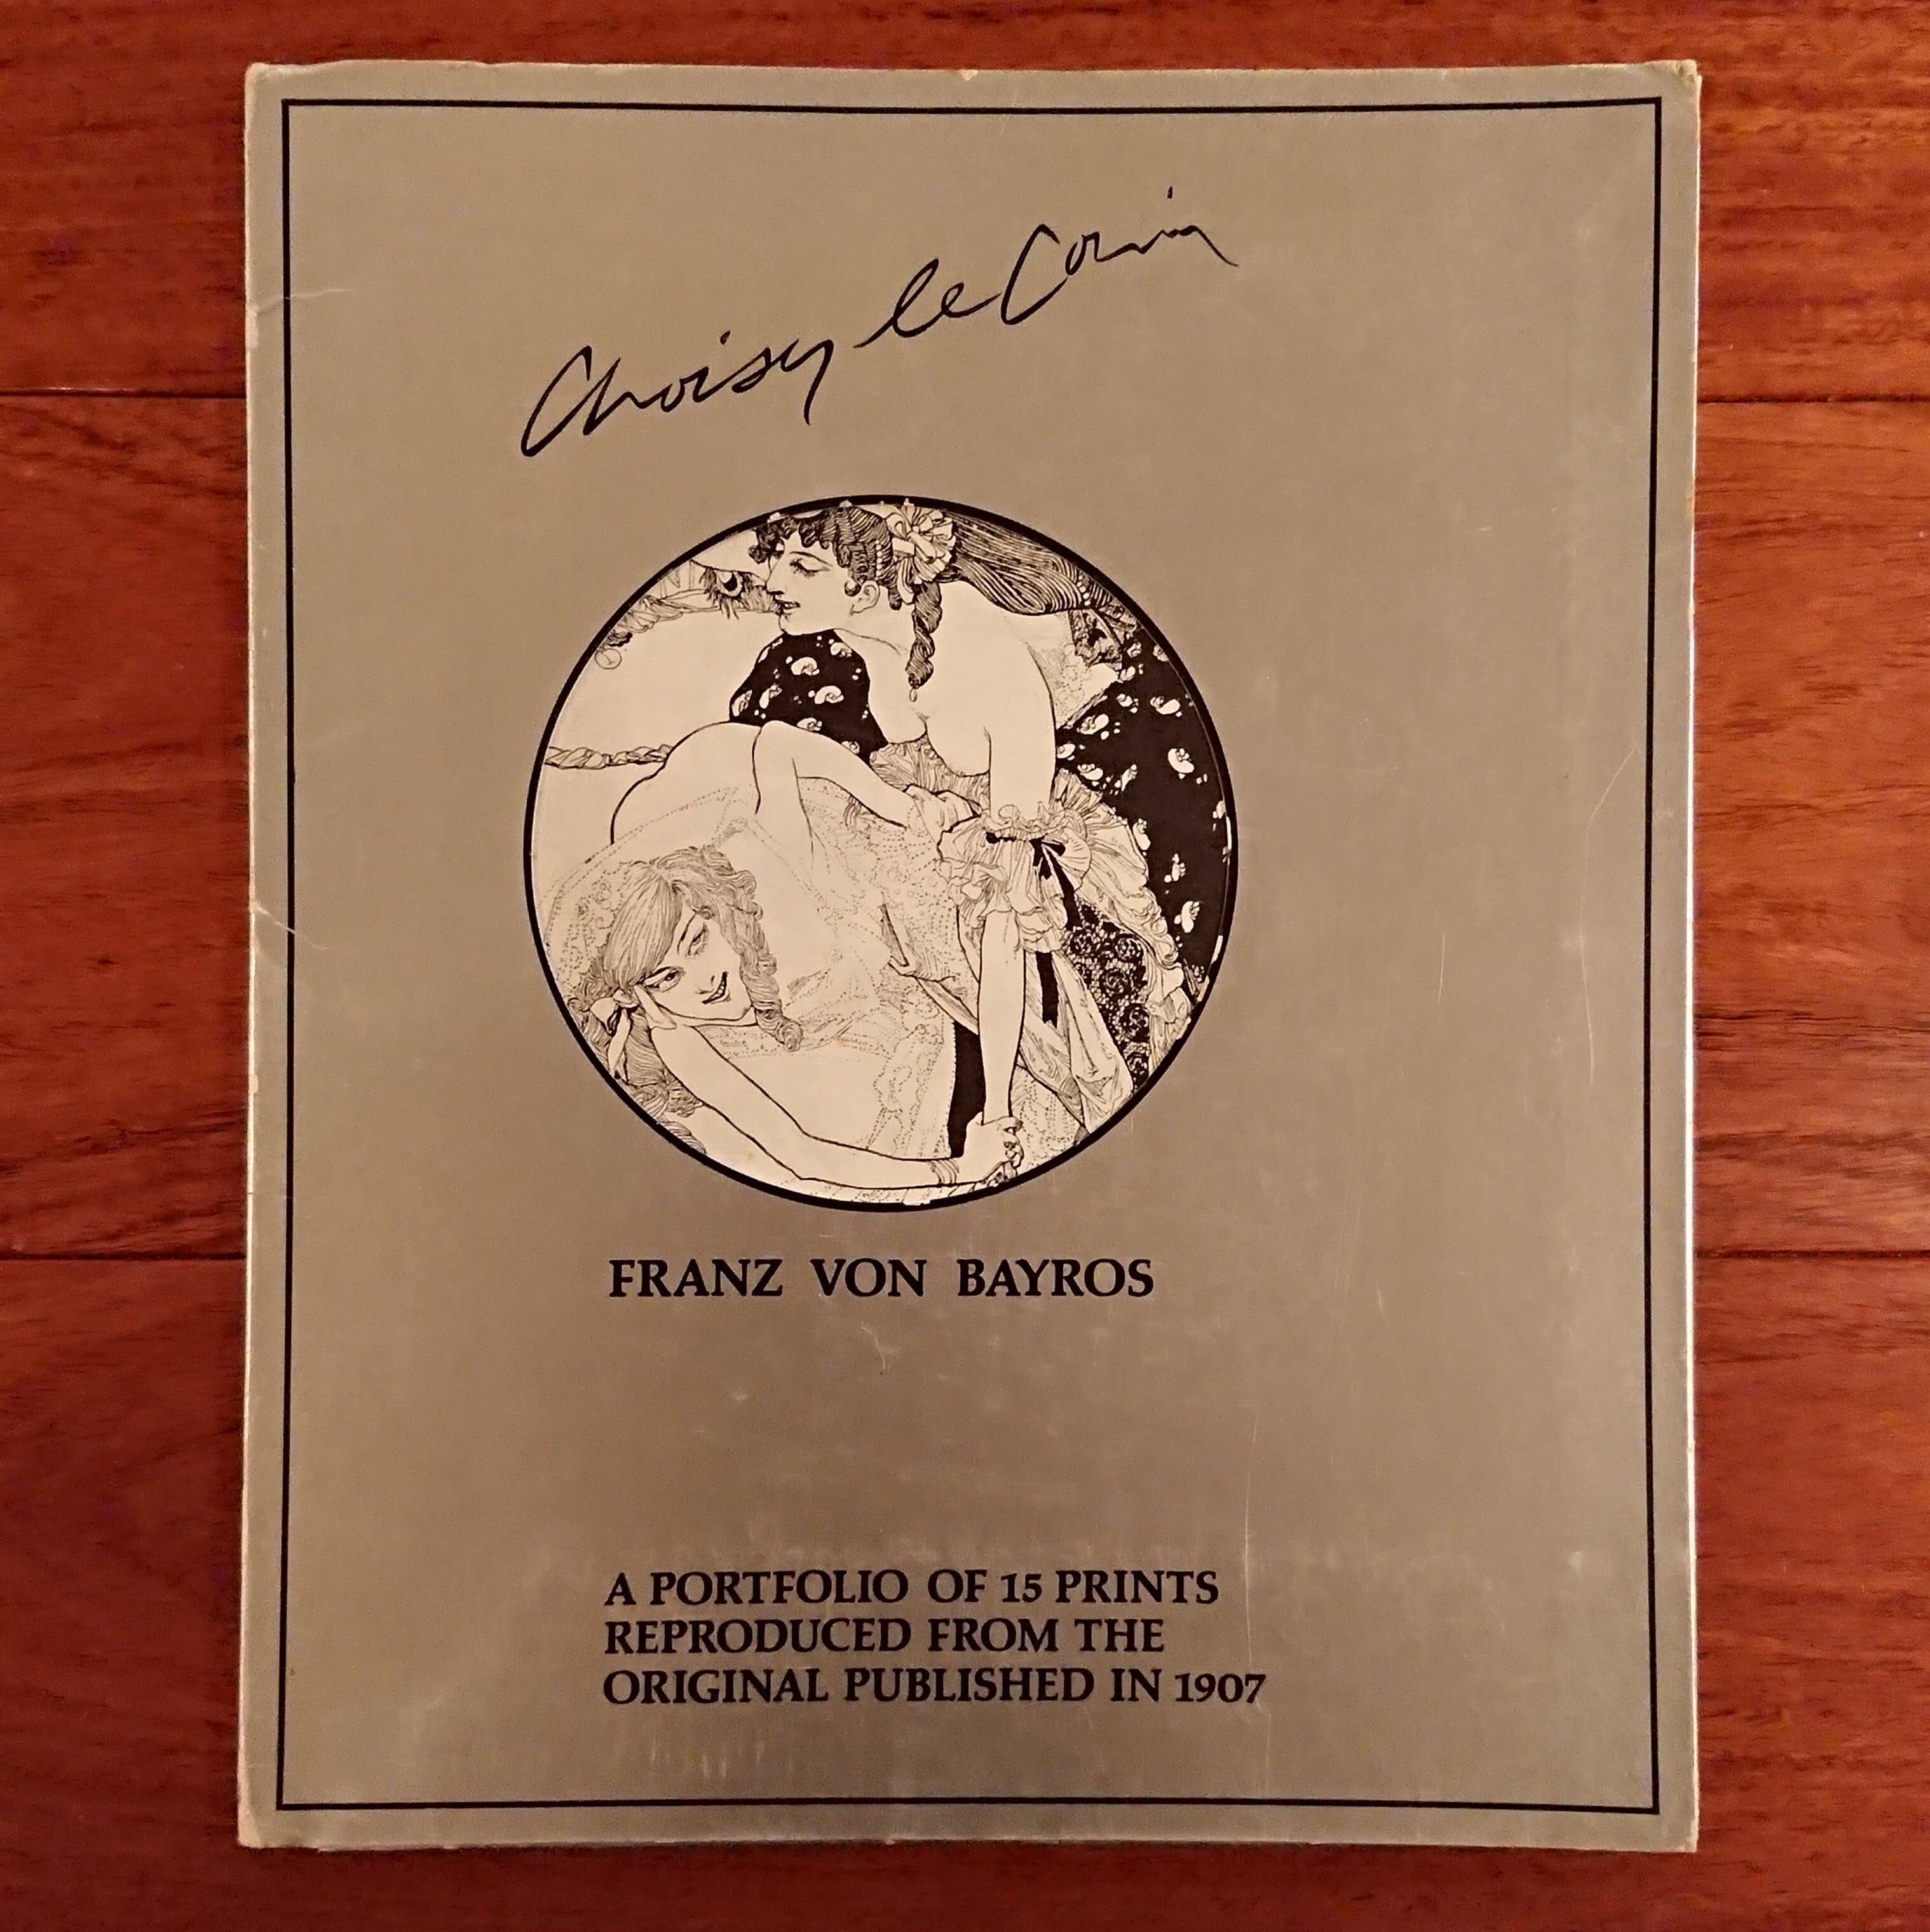 Choisy le Conin
FRANZ VON BAYROS
A PORTFOLIO OF 15 PRINTS
REPRODUCED FROM THE
ORIGINAL PUBLISHED IN 1907